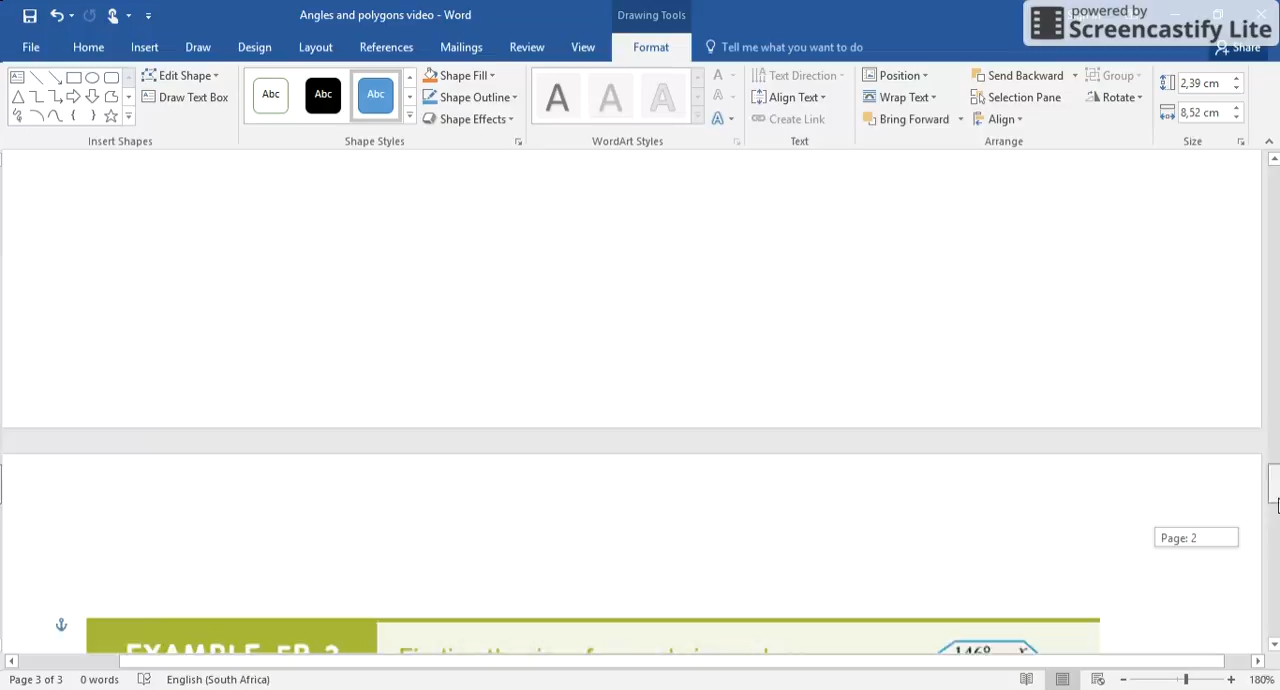 Angles and polygons video - Word
Drawing Tools
powered by
Screencastify Lite
File Home Insert Draw Design Layout References Mailings Review View Format Tell me what you want to do Share
Edit Shape
Draw Text Box
Insert Shapes
Abc Abc Abc
Shape Fill
Shape Outline
Shape Effects
Shape Styles
A A A
WordArt Styles
Text Direction
Align Text
Create Link
Text
Position
Wrap Text
Bring Forward
Send Backward
Selection Pane
Align
Group
Rotate
Arrange
2,39 cm
8,52 cm
Size
Page: 2
146° x
Page 3 of 3 0 words English (South Africa) 180%